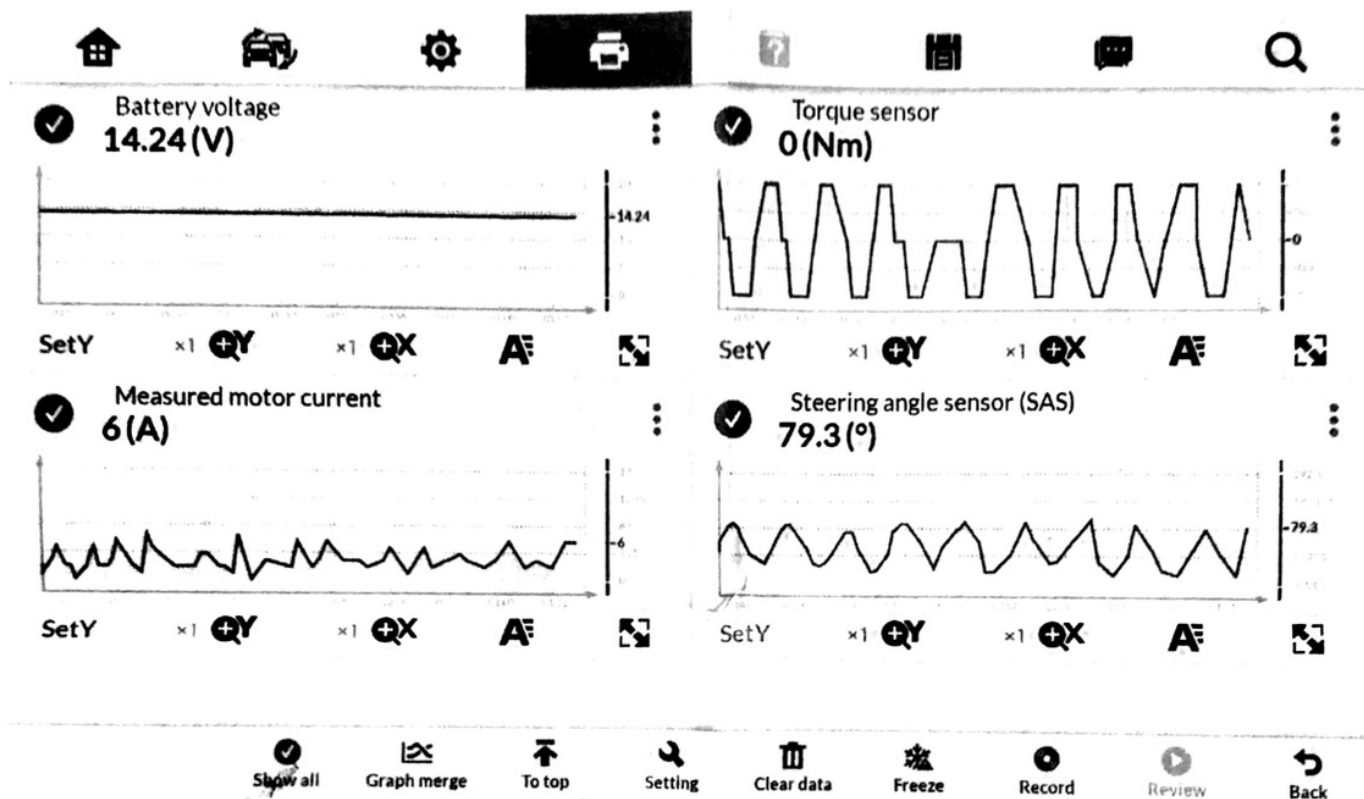 Battery voltage
14.24 (V)
14.24
SetY ×1 Y ×1 X A
Torque sensor
0 (Nm)
0
SetY ×1 Y ×1 X A
Measured motor current
6 (A)
6
SetY ×1 Y ×1 X A
Steering angle sensor (SAS)
79.3 (°)
79.3
SetY ×1 Y ×1 X A
Show all Graph merge To top Setting Clear data Freeze Record Review Back